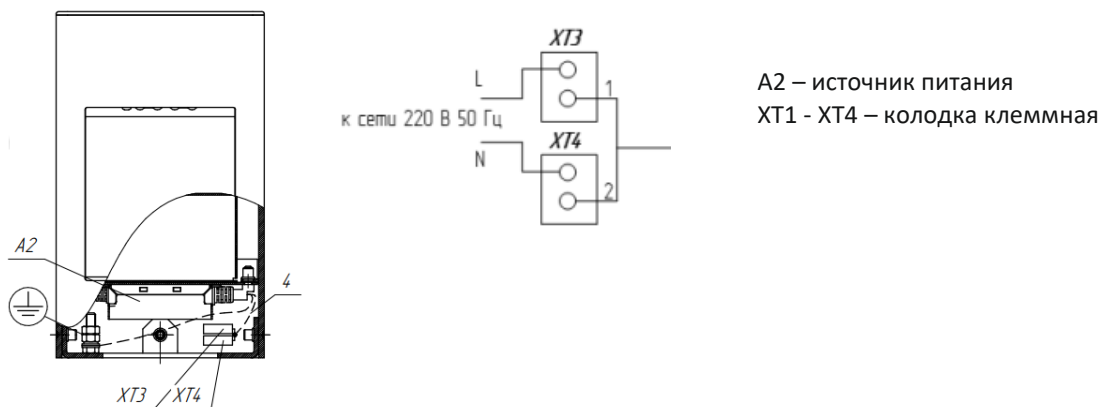 A2
4
XT3
XT4
XT3
L
1
к сети 220 В 50 Гц
XT4
N
2
A2 – источник питания
XT1 - XT4 – колодка клеммная